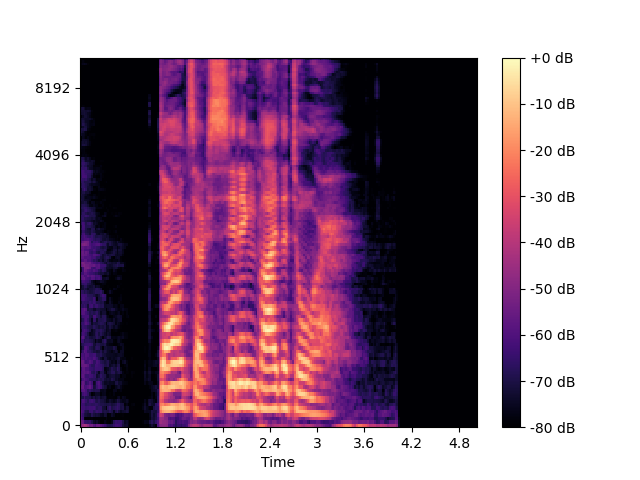 8192
4096
2048
1024
512
0
Hz
0 0.6 1.2 1.8 2.4 3 3.6 4.2 4.8
Time
+0 dB
-10 dB
-20 dB
-30 dB
-40 dB
-50 dB
-60 dB
-70 dB
-80 dB